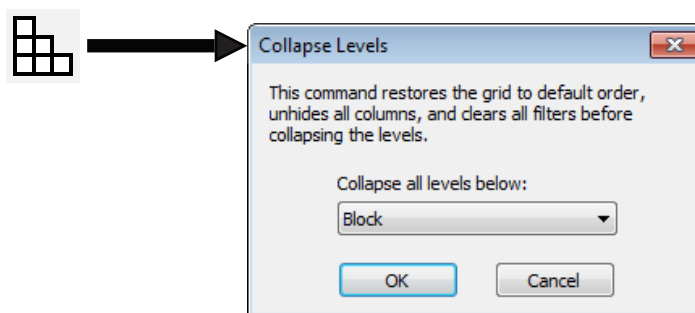 Collapse Levels
This command restores the grid to default order,
unhides all columns, and clears all filters before
collapsing the levels.
Collapse all levels below:
Block
OK
Cancel